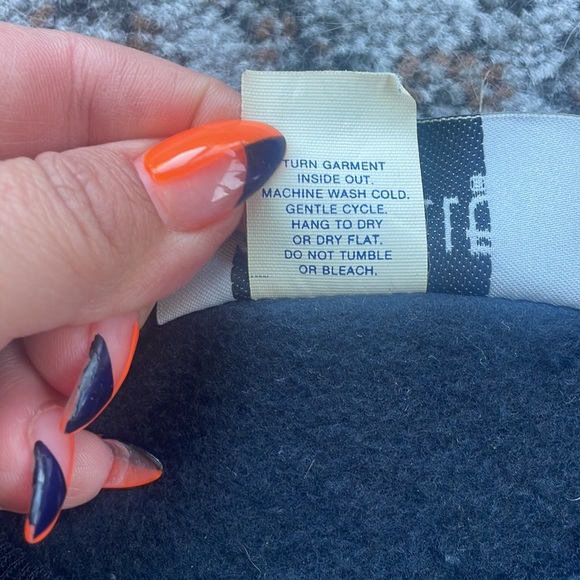 TURN GARMENT
INSIDE OUT.
MACHINE WASH COLD.
GENTLE CYCLE.
HANG TO DRY
OR DRY FLAT.
DO NOT TUMBLE
OR BLEACH.